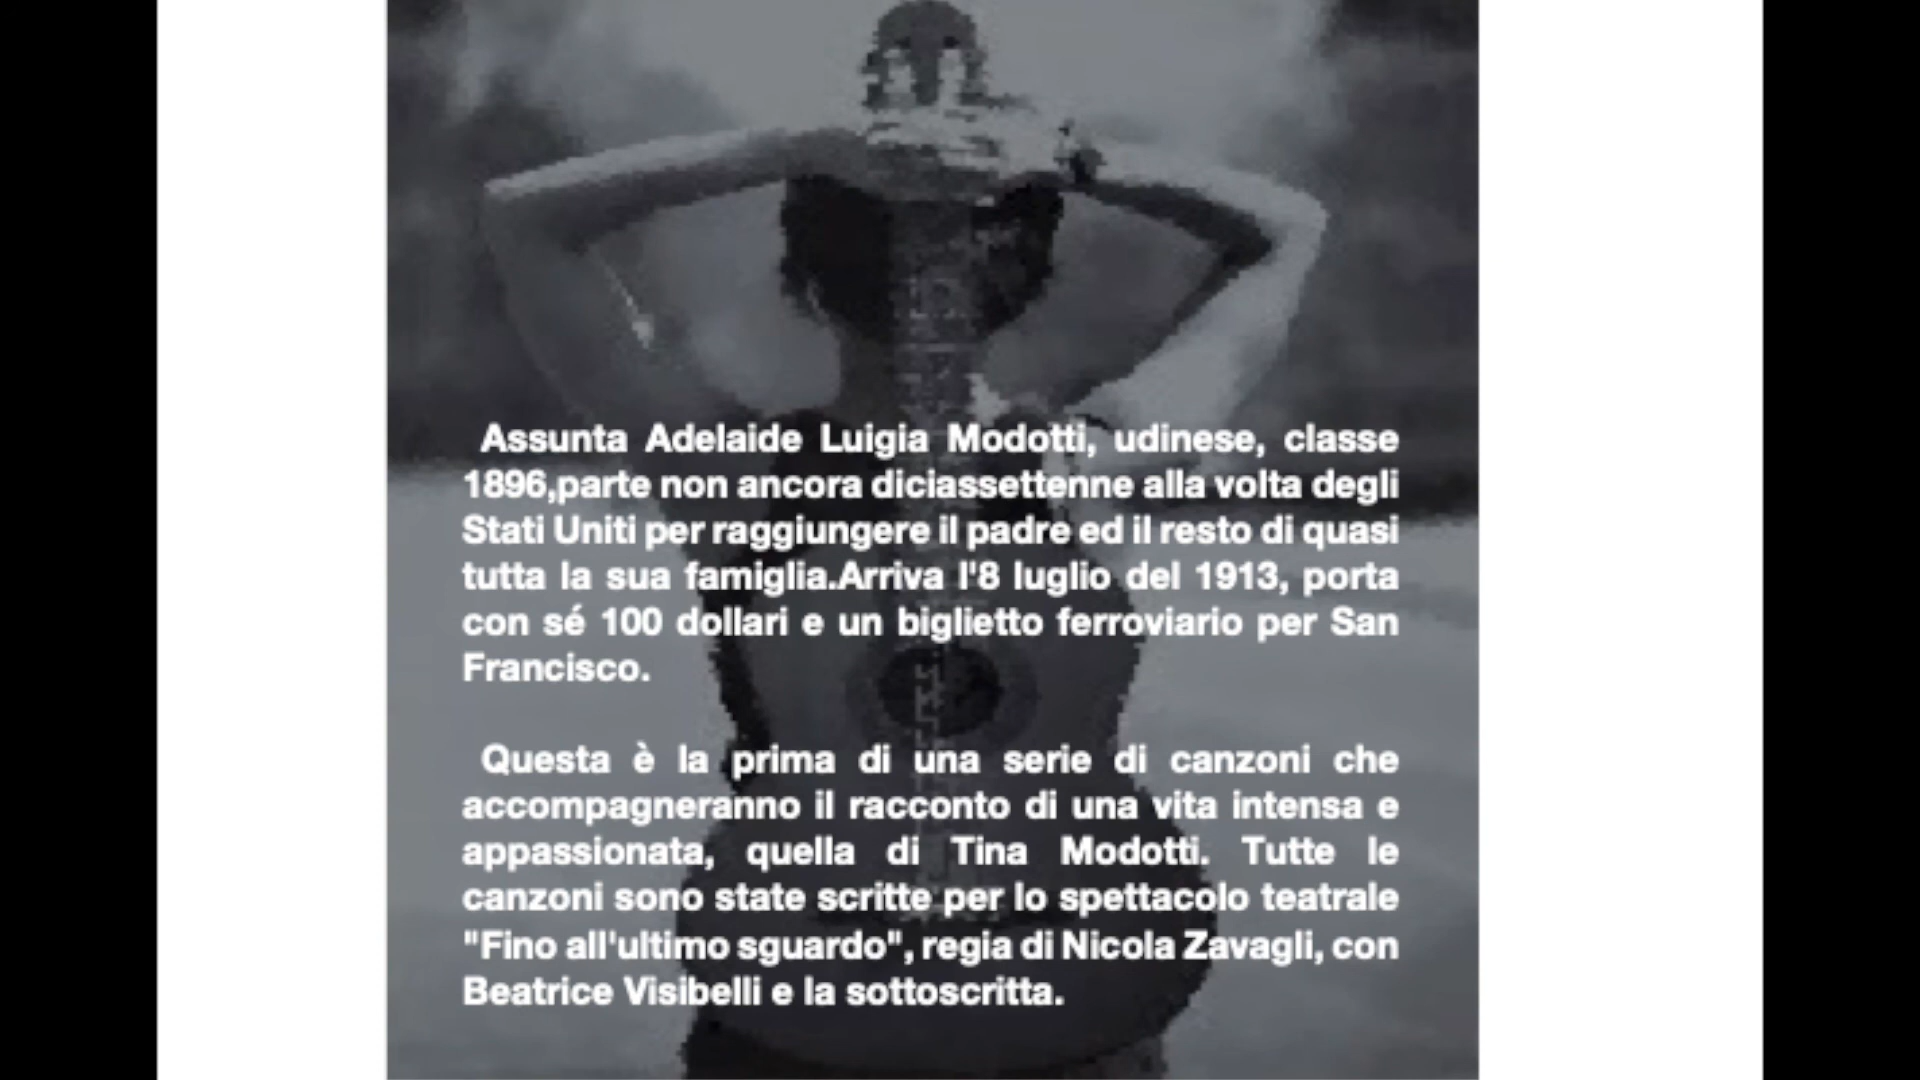 Assunta Adelaide Luigia Modotti, udinese, classe
1896,parte non ancora diciassettenne alla volta degli
Stati Uniti per raggiungere il padre ed il resto di quasi
tutta la sua famiglia.Arriva l'8 luglio del 1913, porta
con sé 100 dollari e un biglietto ferroviario per San
Francisco.
Questa è la prima di una serie di canzoni che
accompagneranno il racconto di una vita intensa e
appassionata, quella di Tina Modotti. Tutte le
canzoni sono state scritte per lo spettacolo teatrale
"Fino all'ultimo sguardo", regia di Nicola Zavagli, con
Beatrice Visibelli e la sottoscritta.